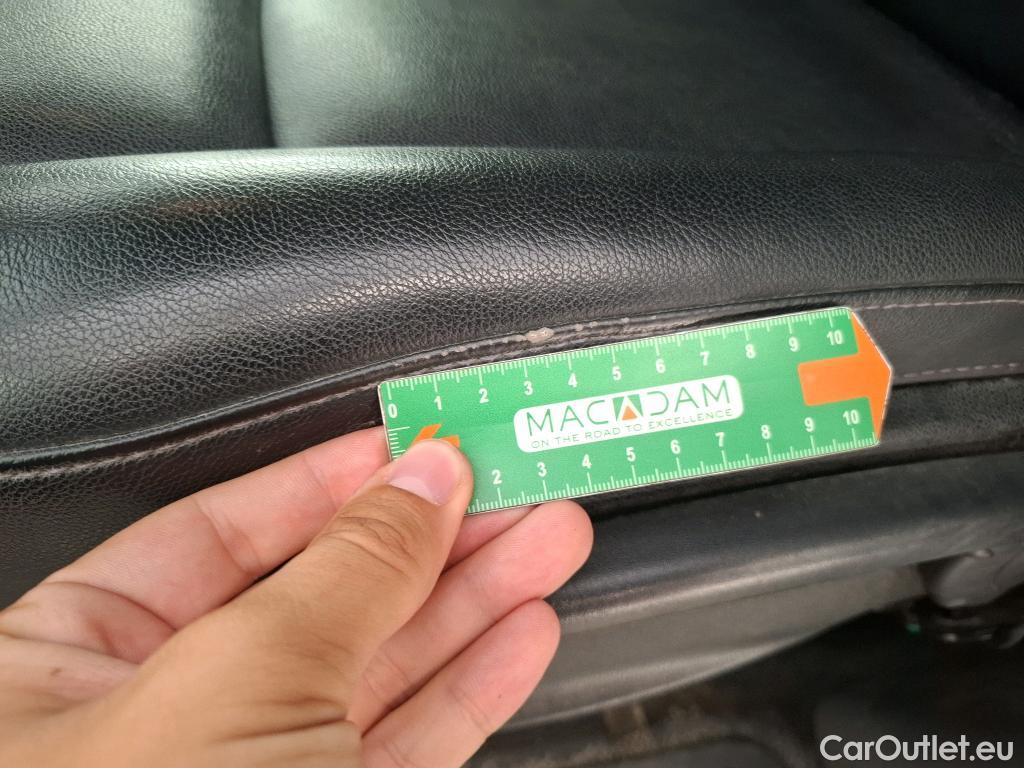 0 1 2 3 4 5 6 7 8 9 10
MACADAM
ON THE ROAD TO EXCELLENCE
2 3 4 5 6 7 8 9 10
CarOutlet.eu